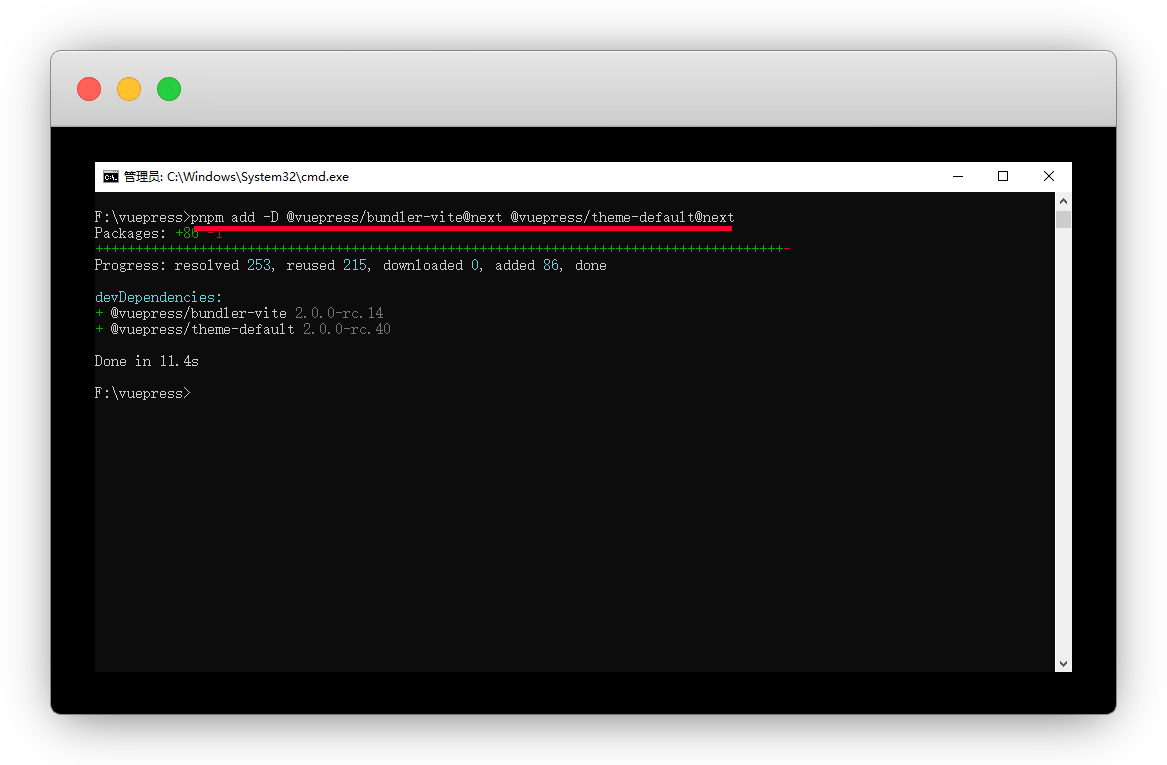 管理员: C:\Windows\System32\cmd.exe
F:\vuepress>pnpm add -D @vuepress/bundler-vite@next @vuepress/theme-default@next
Packages: +86 -1
++++++++++++++++++++++++++++++++++++++++++++++++++++++++++++++++++++++++++++++++++++++-
Progress: resolved 253, reused 215, downloaded 0, added 86, done
devDependencies:
+ @vuepress/bundler-vite 2.0.0-rc.14
+ @vuepress/theme-default 2.0.0-rc.40
Done in 11.4s
F:\vuepress>